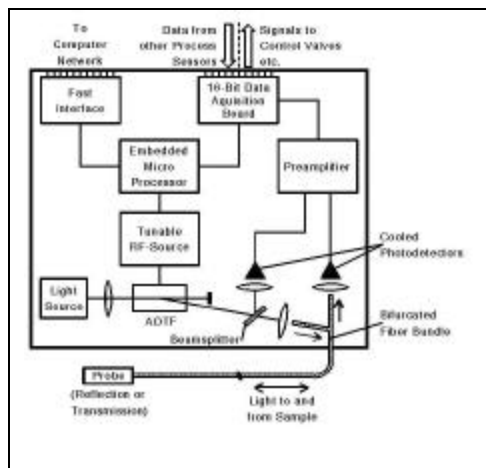 To
Computer
Network
Data from
other Process
Sensors
Signals to
Control Valves
etc.
Fast
Interface
16-Bit Data
Aquisition
Board
Embedded
Micro
Processor
Preamplifier
Tunable
RF-Source
Cooled
Photodetectors
Light
Source
AOTF
Beamsplitter
Bifurcated
Fiber Bundle
Probe
(Reflection or
Transmission)
Light to and
from Sample